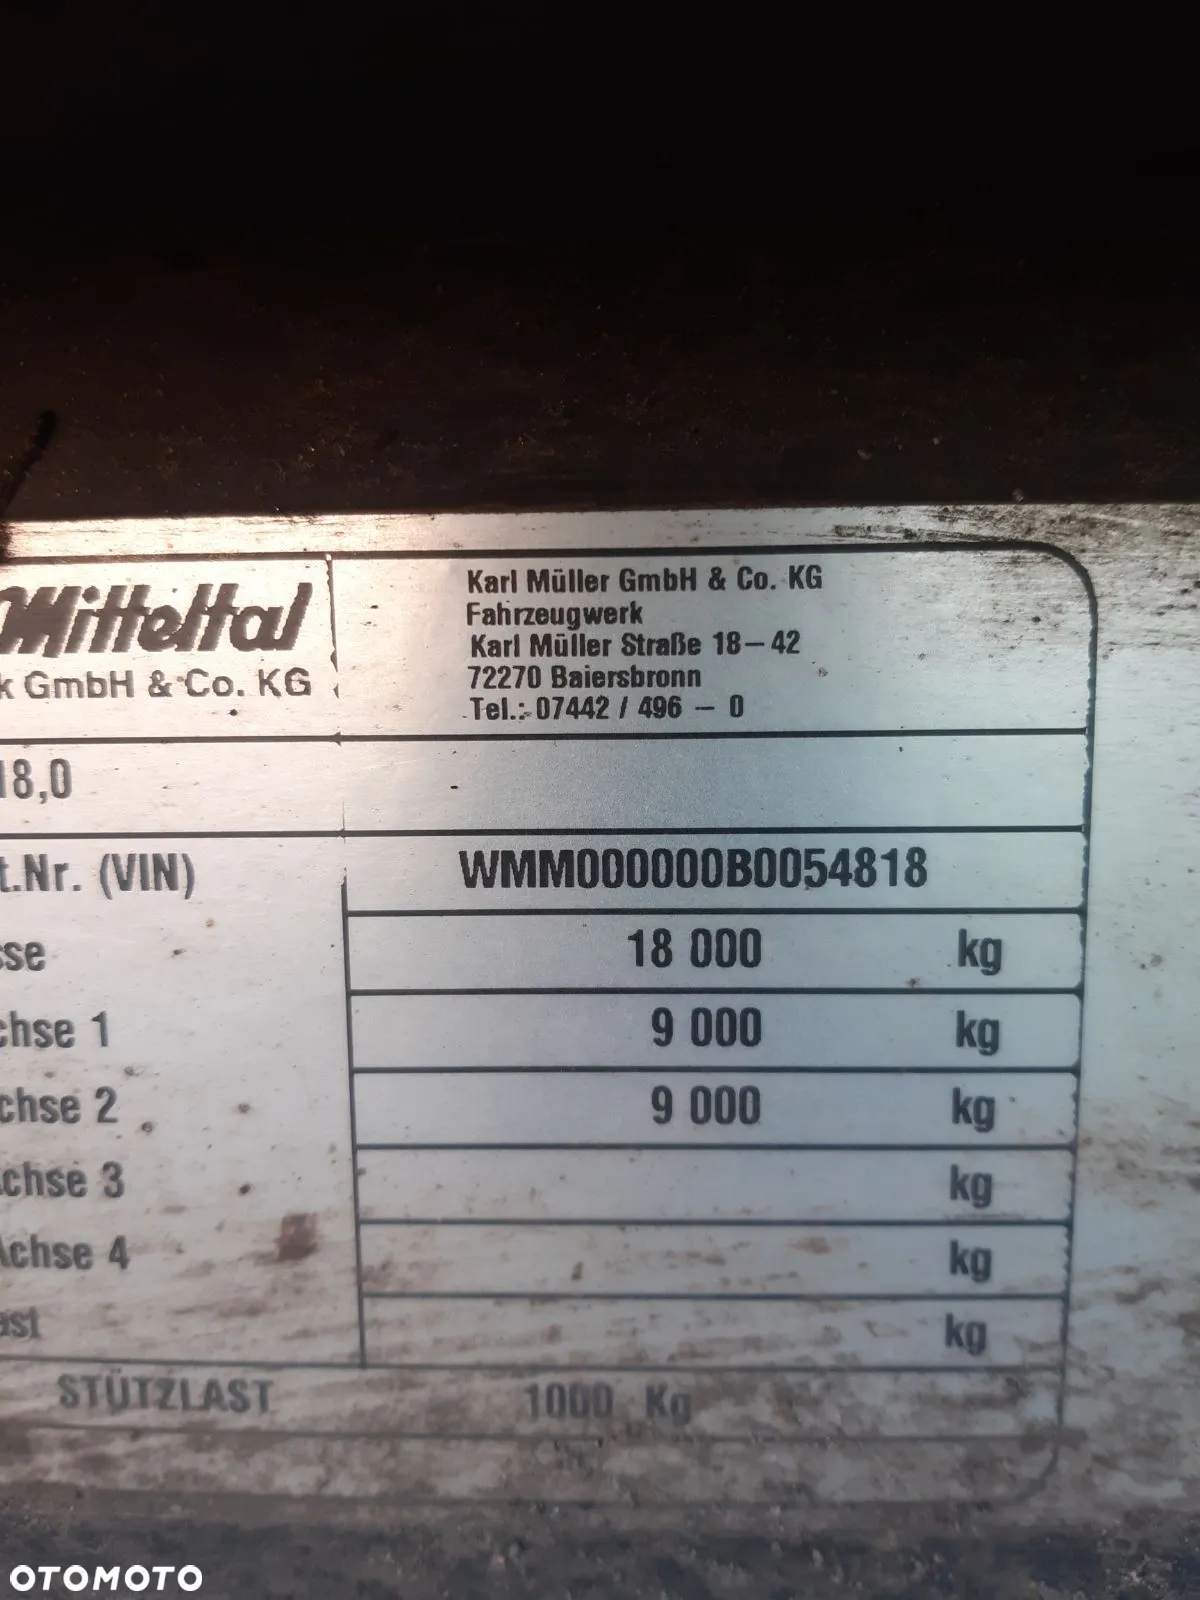 Mitteltal
k GmbH & Co. KG
Karl Müller GmbH & Co. KG
Fahrzeugwerk
Karl Müller Straße 18–42
72270 Baiersbronn
Tel.: 07442 / 496 – 0
18,0
t.Nr. (VIN) WMM000000B0054818
sse 18 000 kg
chse 1 9 000 kg
chse 2 9 000 kg
chse 3 kg
Achse 4 kg
ast kg
STÜTZLAST 1000 Kg
OTOMOTO